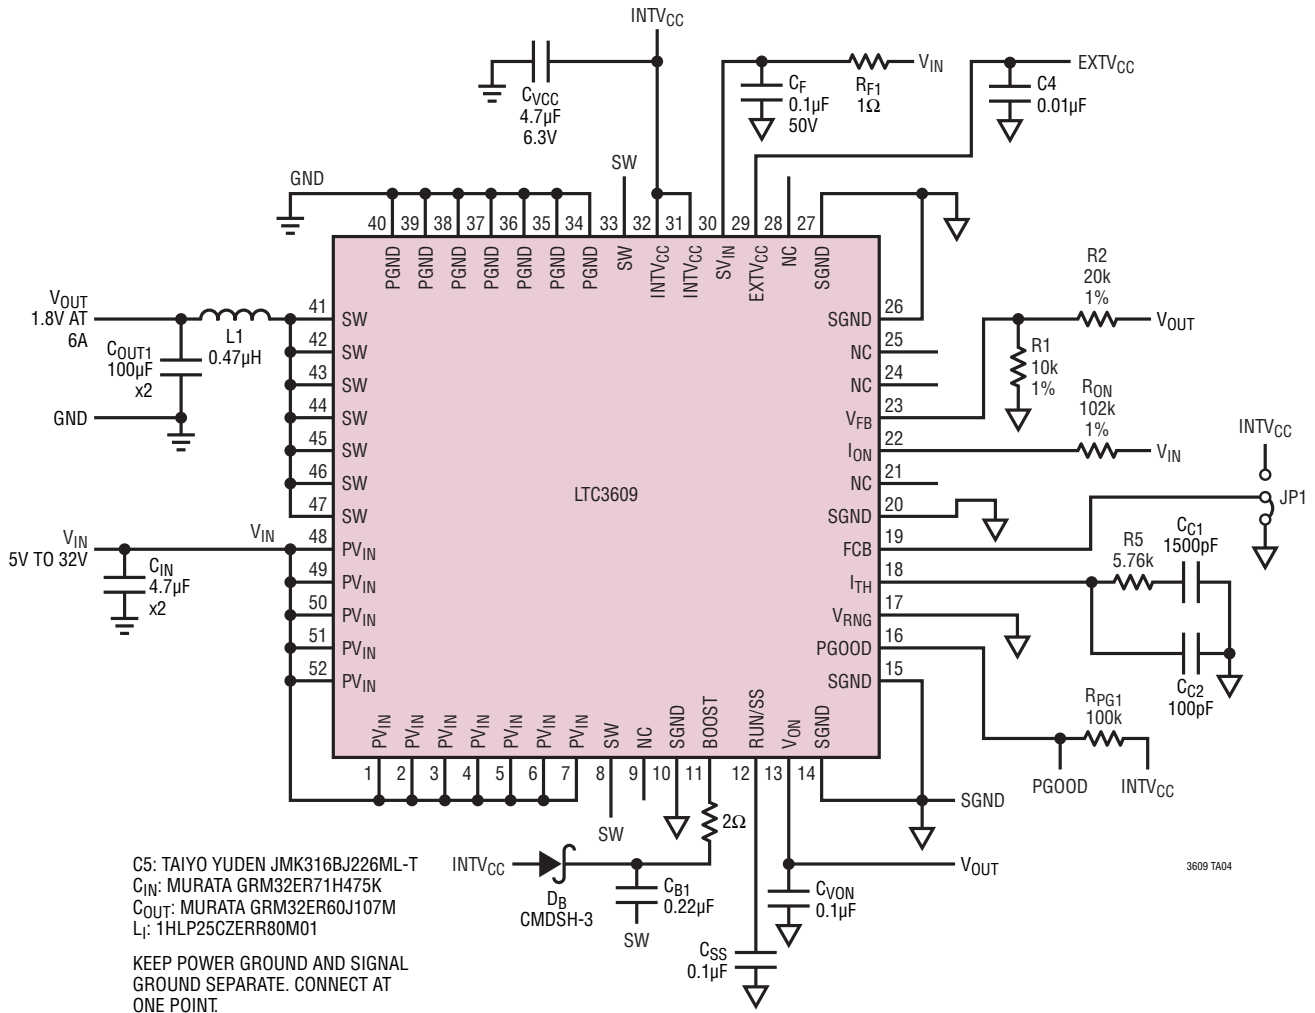 INTVCC
CVCC
4.7µF
6.3V
CF
0.1µF
50V
RF1
1Ω
VIN
EXTVCC
C4
0.01µF
GND
SW
40 39 38 37 36 35 34 33 32 31 30 29 28 27
PGND PGND PGND PGND PGND PGND PGND SW INTVCC INTVCC SVIN EXTVCC NC SGND
VOUT
1.8V AT
6A
L1
0.47µH
COUT1
100µF
x2
GND
VIN
5V TO 32V
VIN
CIN
4.7µF
x2
41 SW
42 SW
43 SW
44 SW
45 SW
46 SW
47 SW
48 PVIN
49 PVIN
50 PVIN
51 PVIN
52 PVIN
LTC3609
SGND 26
NC 25
NC 24
VFB 23
ION 22
NC 21
SGND 20
FCB 19
ITH 18
VRNG 17
PGOOD 16
SGND 15
R2
20k
1%
VOUT
R1
10k
1%
RON
102k
1%
VIN
INTVCC
JP1
R5
5.76k
CC1
1500pF
CC2
100pF
RPG1
100k
PGOOD
INTVCC
PVIN PVIN PVIN PVIN PVIN PVIN PVIN SW NC SGND BOOST RUN/SS VON SGND
1 2 3 4 5 6 7 8 9 10 11 12 13 14
SW
2Ω
SGND
INTVCC
DB
CMDSH-3
CB1
0.22µF
SW
CSS
0.1µF
CVON
0.1µF
VOUT
3609 TA04
C5: TAIYO YUDEN JMK316BJ226ML-T
CIN: MURATA GRM32ER71H475K
COUT: MURATA GRM32ER60J107M
LI: 1HLP25CZERR80M01
KEEP POWER GROUND AND SIGNAL
GROUND SEPARATE. CONNECT AT
ONE POINT.